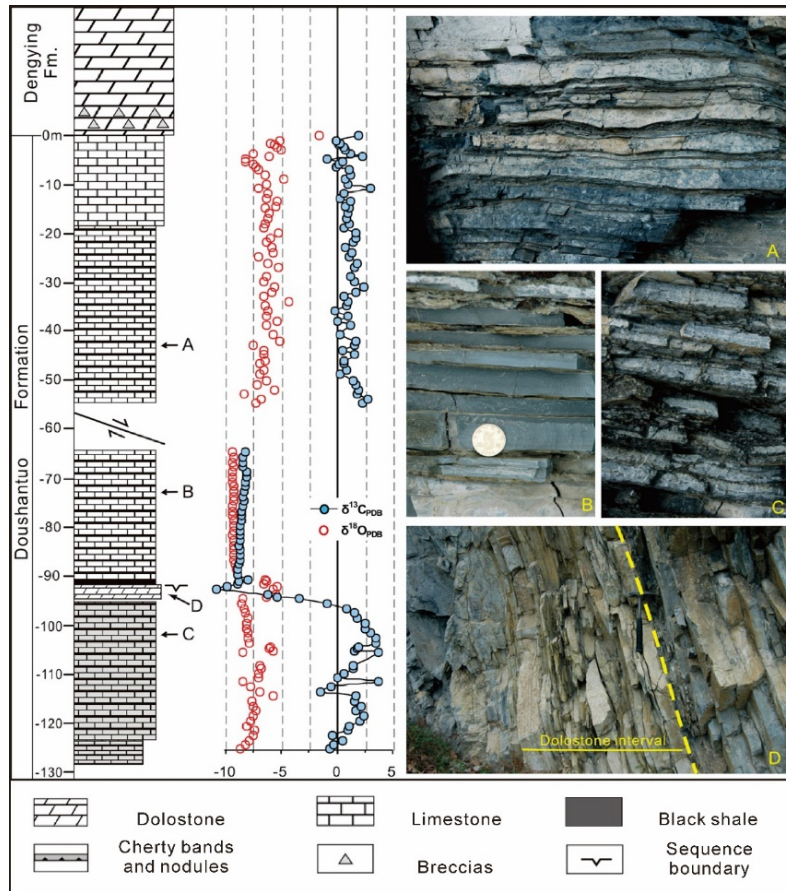 Dengying
Fm.
Formation
Doushantuo
-0m
-10
-20
-30
-40
-50
-60
-70
-80
-90
-100
-110
-120
-130
A
B
D
C
δ13CPDB
δ18OPDB
-10
-5
0
5
A
B
C
Dolostone interval
D
Dolostone
Limestone
Black shale
Cherty bands
and nodules
Breccias
Sequence
boundary